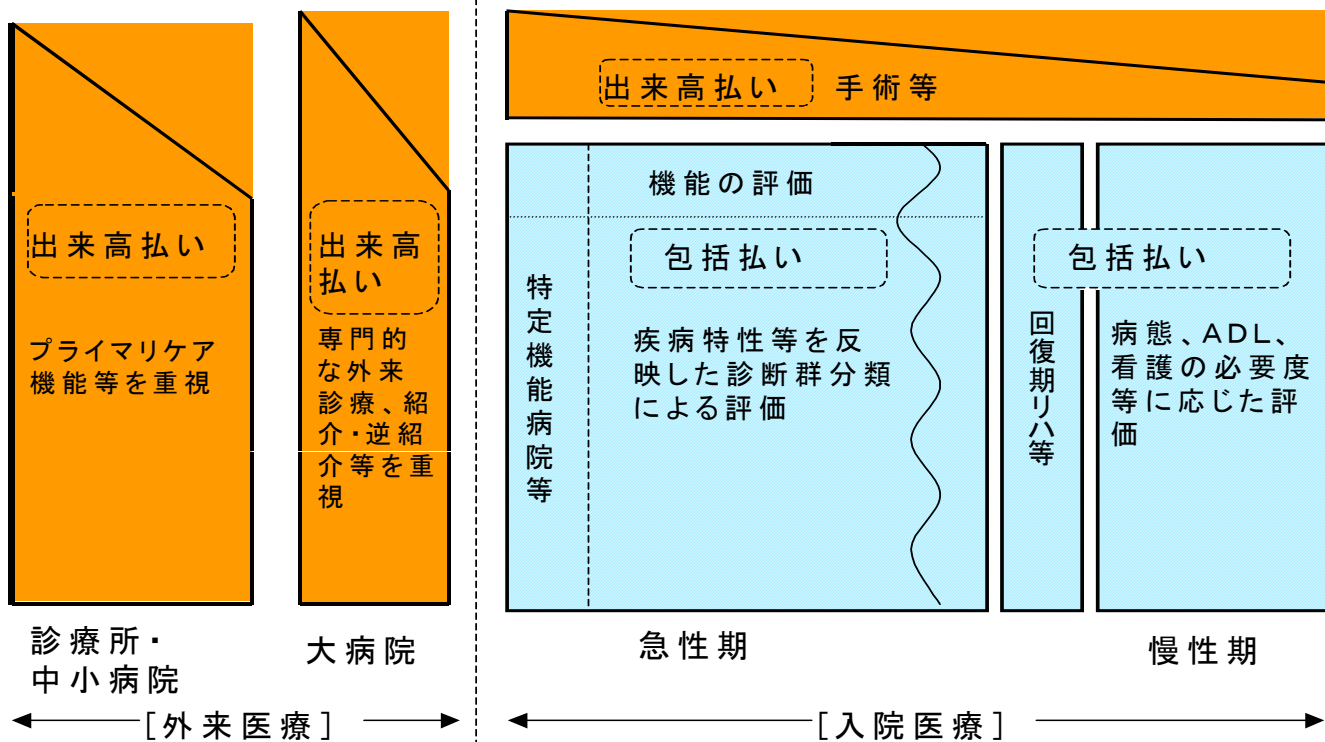 出来高払い
プライマリケア
機能等を重視
診療所・
中小病院
出来高
払い
専門的
な外来
診療、紹
介・逆紹
介等を重
視
大病院
[外来医療]
出来高払い 手術等
機能の評価
特定機能病院等
包括払い
疾病特性等を反
映した診断群分類
による評価
急性期
包括払い
回復期リハ等
病態、ADL、
看護の必要度
等に応じた評
価
慢性期
[入院医療]